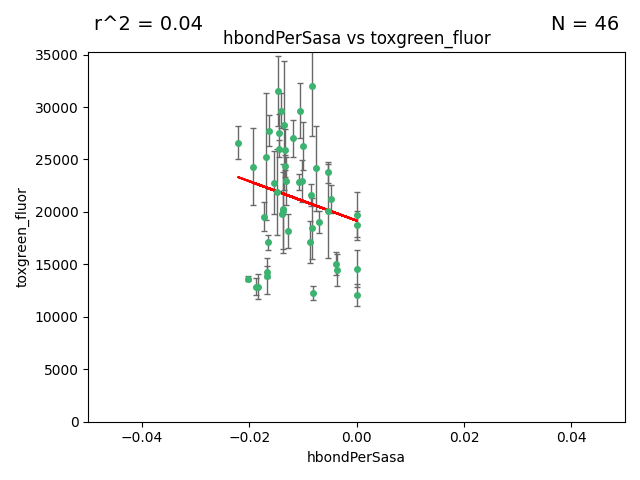 r^2 = 0.04
N = 46
hbondPerSasa vs toxgreen_fluor
35000
30000
25000
20000
15000
10000
5000
0
toxgreen_fluor
−0.04
−0.02
0.00
0.02
0.04
hbondPerSasa